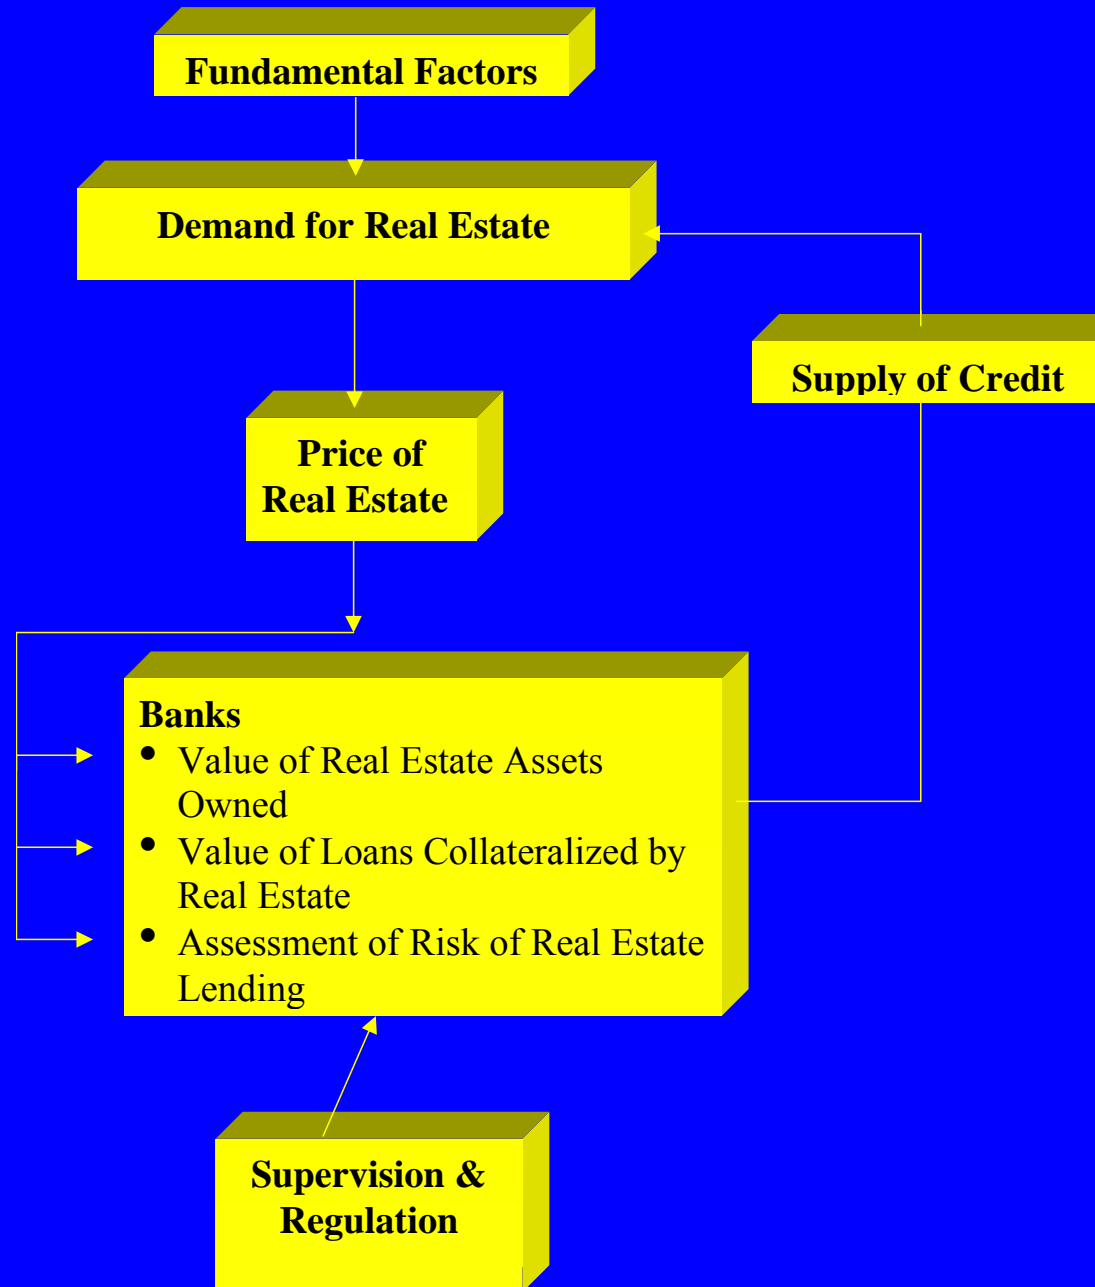 Fundamental Factors
Demand for Real Estate
Supply of Credit
Price of
Real Estate
Banks
• Value of Real Estate Assets
Owned
• Value of Loans Collateralized by
Real Estate
• Assessment of Risk of Real Estate
Lending
Supervision &
Regulation